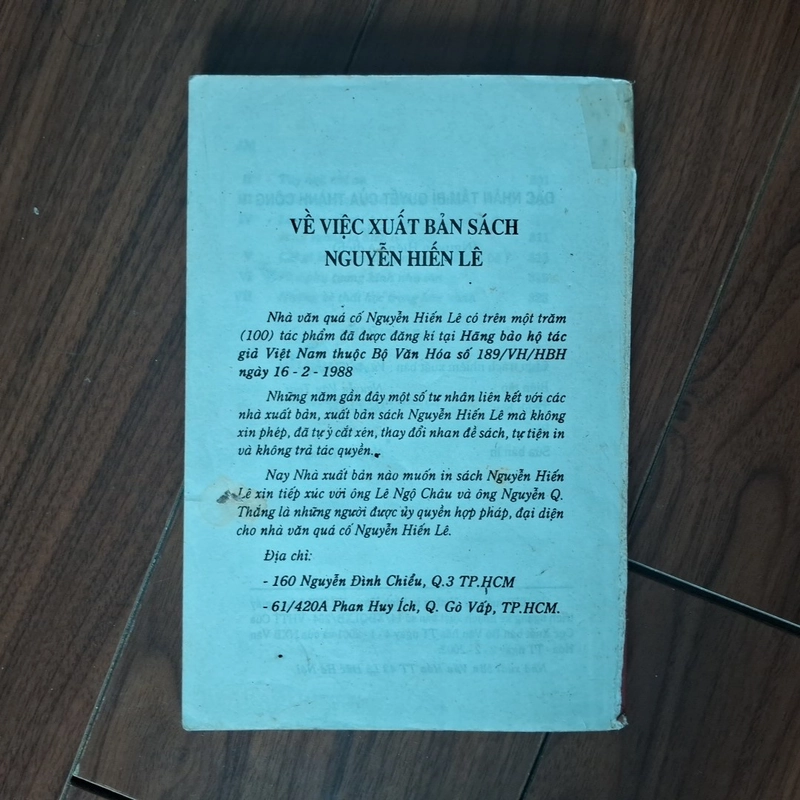 VỀ VIỆC XUẤT BẢN SÁCH
NGUYỄN HIẾN LÊ
Nhà văn quá cố Nguyễn Hiến Lê có trên một trăm
(100) tác phẩm đã được đăng kí tại Hãng bảo hộ tác
giả Việt Nam thuộc Bộ Văn Hóa số 189/VH/HBH
ngày 16 - 2 - 1988
Những năm gần đây một số tư nhân liên kết với các
nhà xuất bản, xuất bản sách Nguyễn Hiến Lê mà không
xin phép, đã tự ý cắt xén, thay đổi nhan đề sách, tự tiện in
và không trả tác quyền.
Nay Nhà xuất bản nào muốn in sách Nguyễn Hiến
Lê xin tiếp xúc với ông Lê Ngộ Châu và ông Nguyễn Q.
Thắng là những người được ủy quyền hợp pháp, đại diện
cho nhà văn quá cố Nguyễn Hiến Lê.
Địa chỉ:
- 160 Nguyễn Đình Chiểu, Q.3 TP.HCM
- 61/420A Phan Huy Ích, Q. Gò Vấp, TP.HCM.